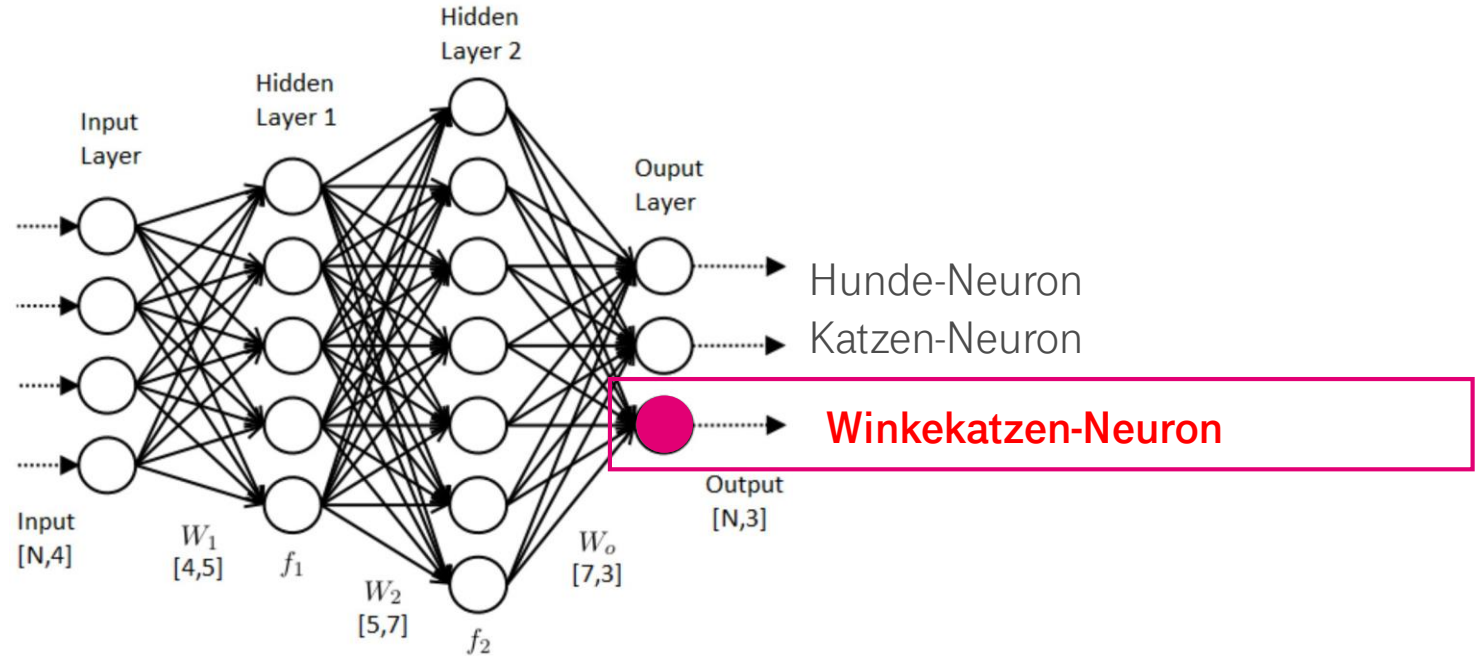 Hidden
Layer 2
Hidden
Layer 1
Input
Layer
Ouput
Layer
Hunde-Neuron
Katzen-Neuron
Winkekatzen-Neuron
Output
[N,3]
Input
[N,4]
W₁
[4,5]
f₁
W₂
[5,7]
f₂
Wₒ
[7,3]